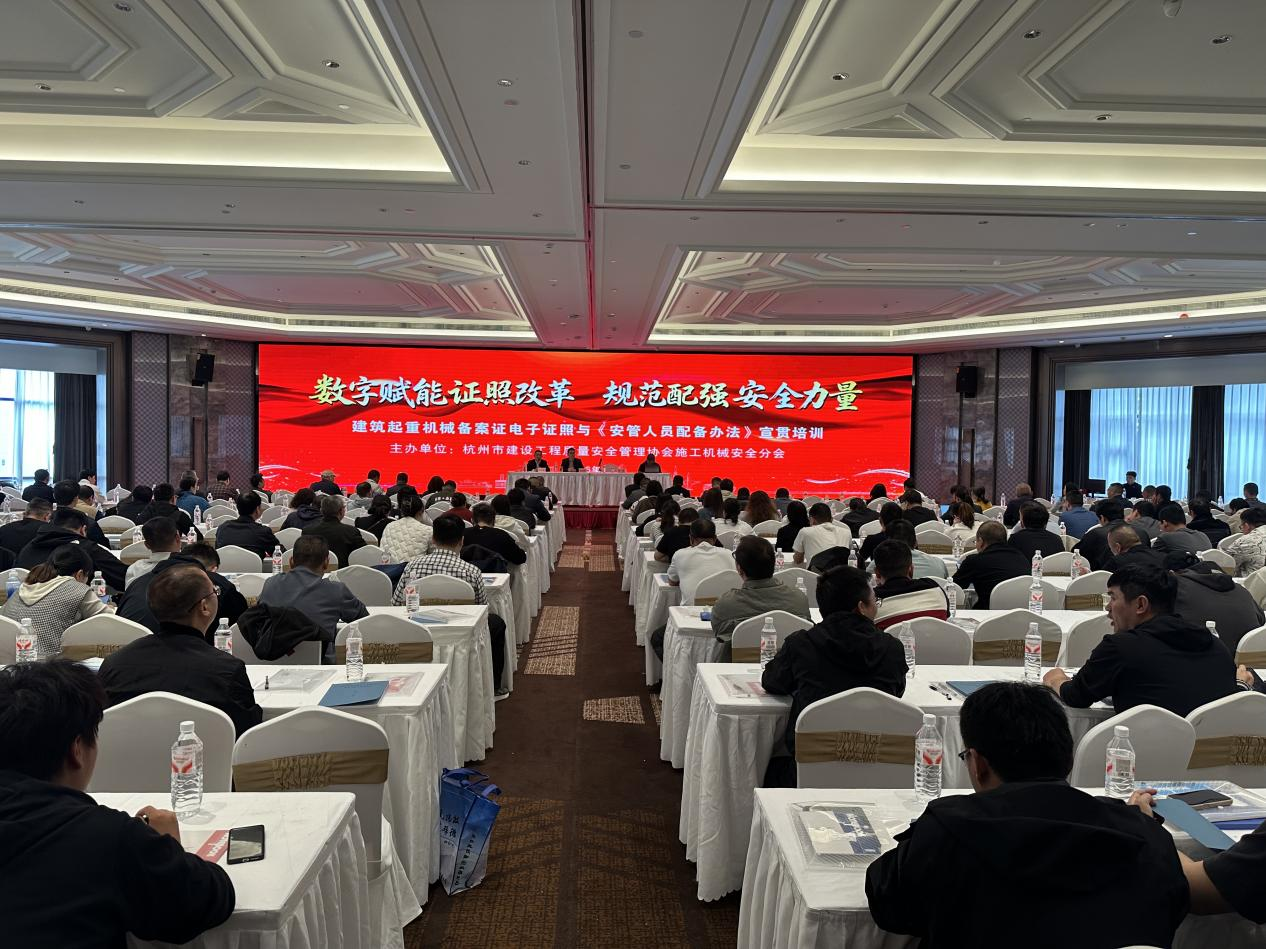 数字赋能证照改革 规范配强安全力量
建筑起重机械备案证电子证照与《安管人员配备办法》宣贯培训
主办单位：杭州市建设工程质量安全管理协会施工机械安全分会